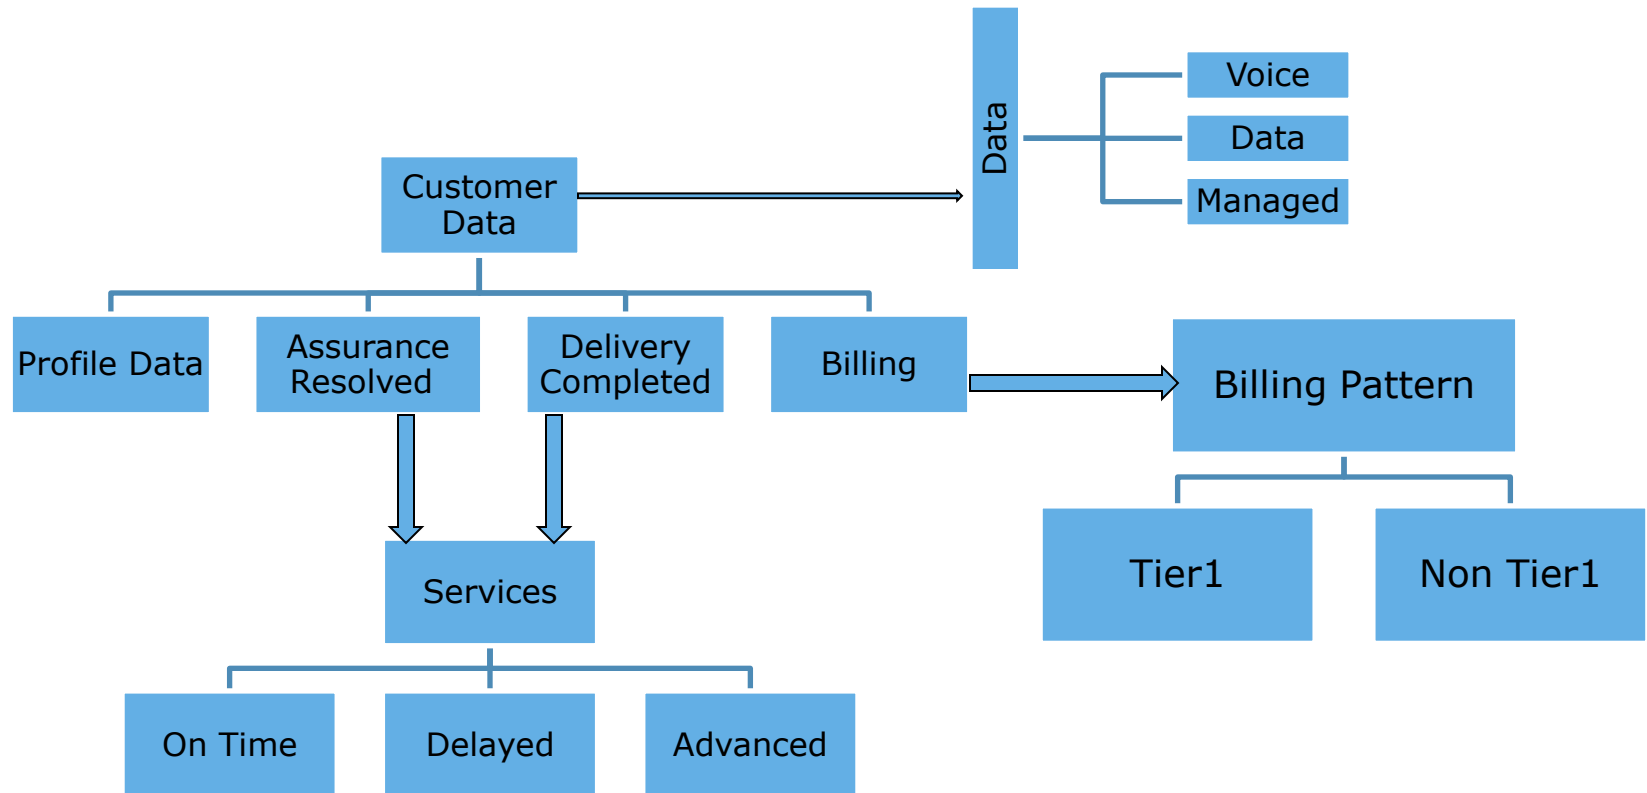 Voice
Data
Data
Managed
Customer
Data
Profile Data
Assurance
Resolved
Delivery
Completed
Billing
Billing Pattern
Tier1
Non Tier1
Services
On Time
Delayed
Advanced